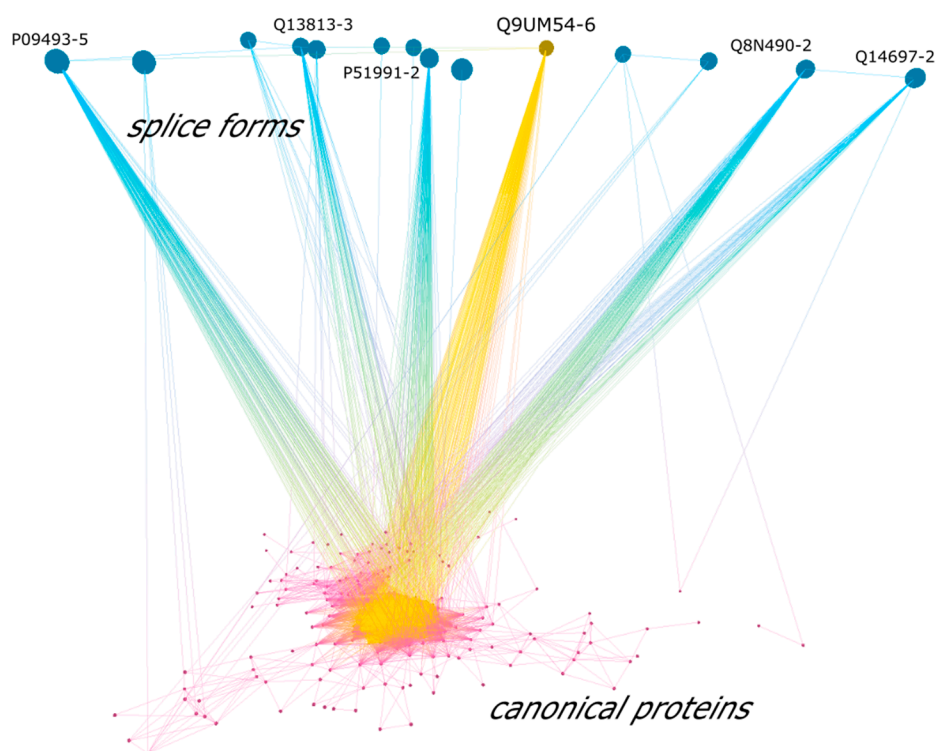 P09493-5
Q13813-3
P51991-2
Q9UM54-6
Q8N490-2
Q14697-2
splice forms
canonical proteins